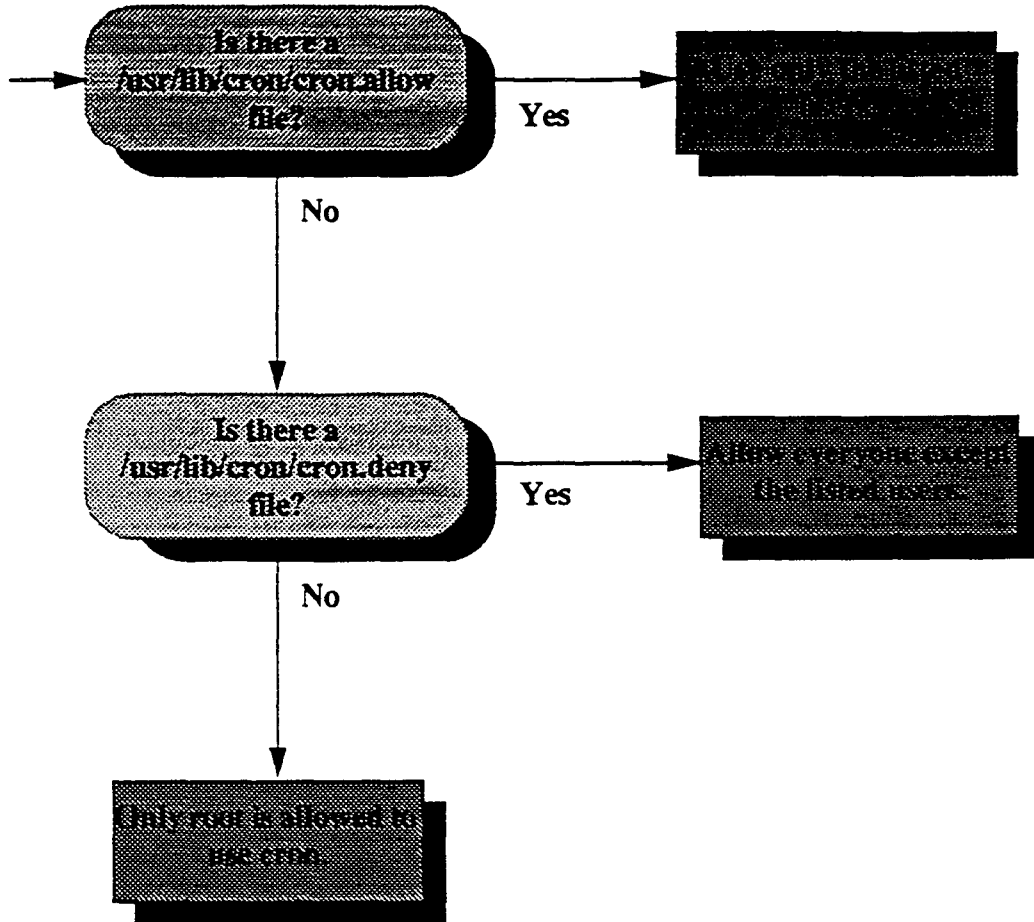 Is there a
/usr/lib/cron/cron.allow
file?
Yes
No
Is there a
/usr/lib/cron/cron.deny
file?
Yes
Allow everyone except
the listed users.
No
Only root is allowed to
use cron.